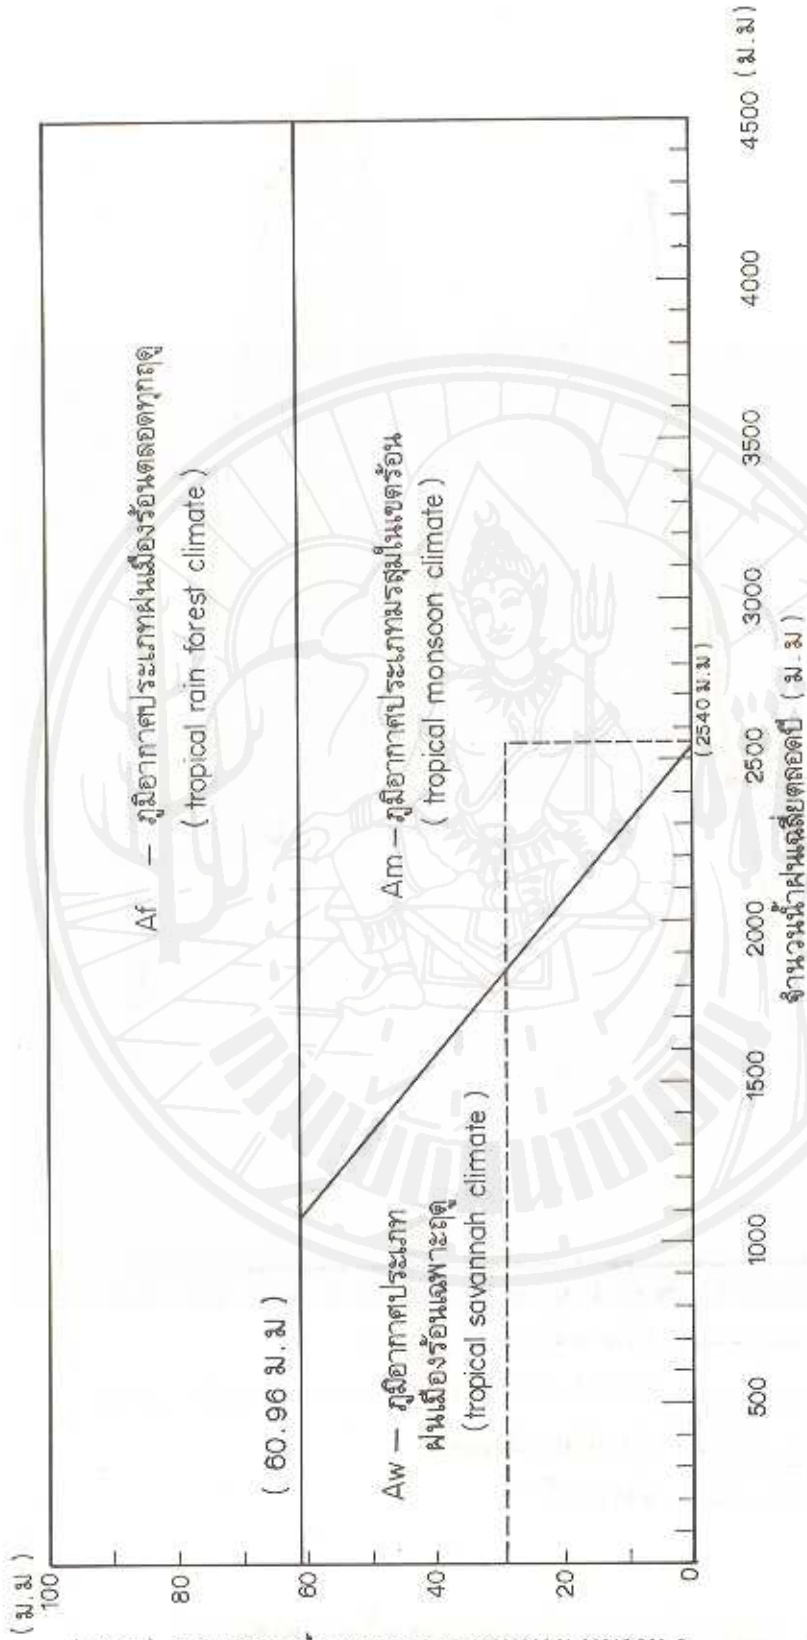 ( ม.ม )
100
80
60
40
20
0
( 60.96 ม.ม )
Af — ภูมิอากาศประเภทฝนเมืองร้อนตลอดทุกฤดู
( tropical rain forest climate )
Am — ภูมิอากาศประเภทมรสุมในเขตร้อน
( tropical monsoon climate )
Aw — ภูมิอากาศประเภท
ฝนเมืองร้อนเฉพาะฤดู
(tropical savannah climate )
( 2540 ม.ม )
500
1000
1500
2000
2500
3000
3500
4000
4500 ( ม.ม )
จำนวนน้ำฝนเฉลี่ยตลอดปี ( ม.ม )